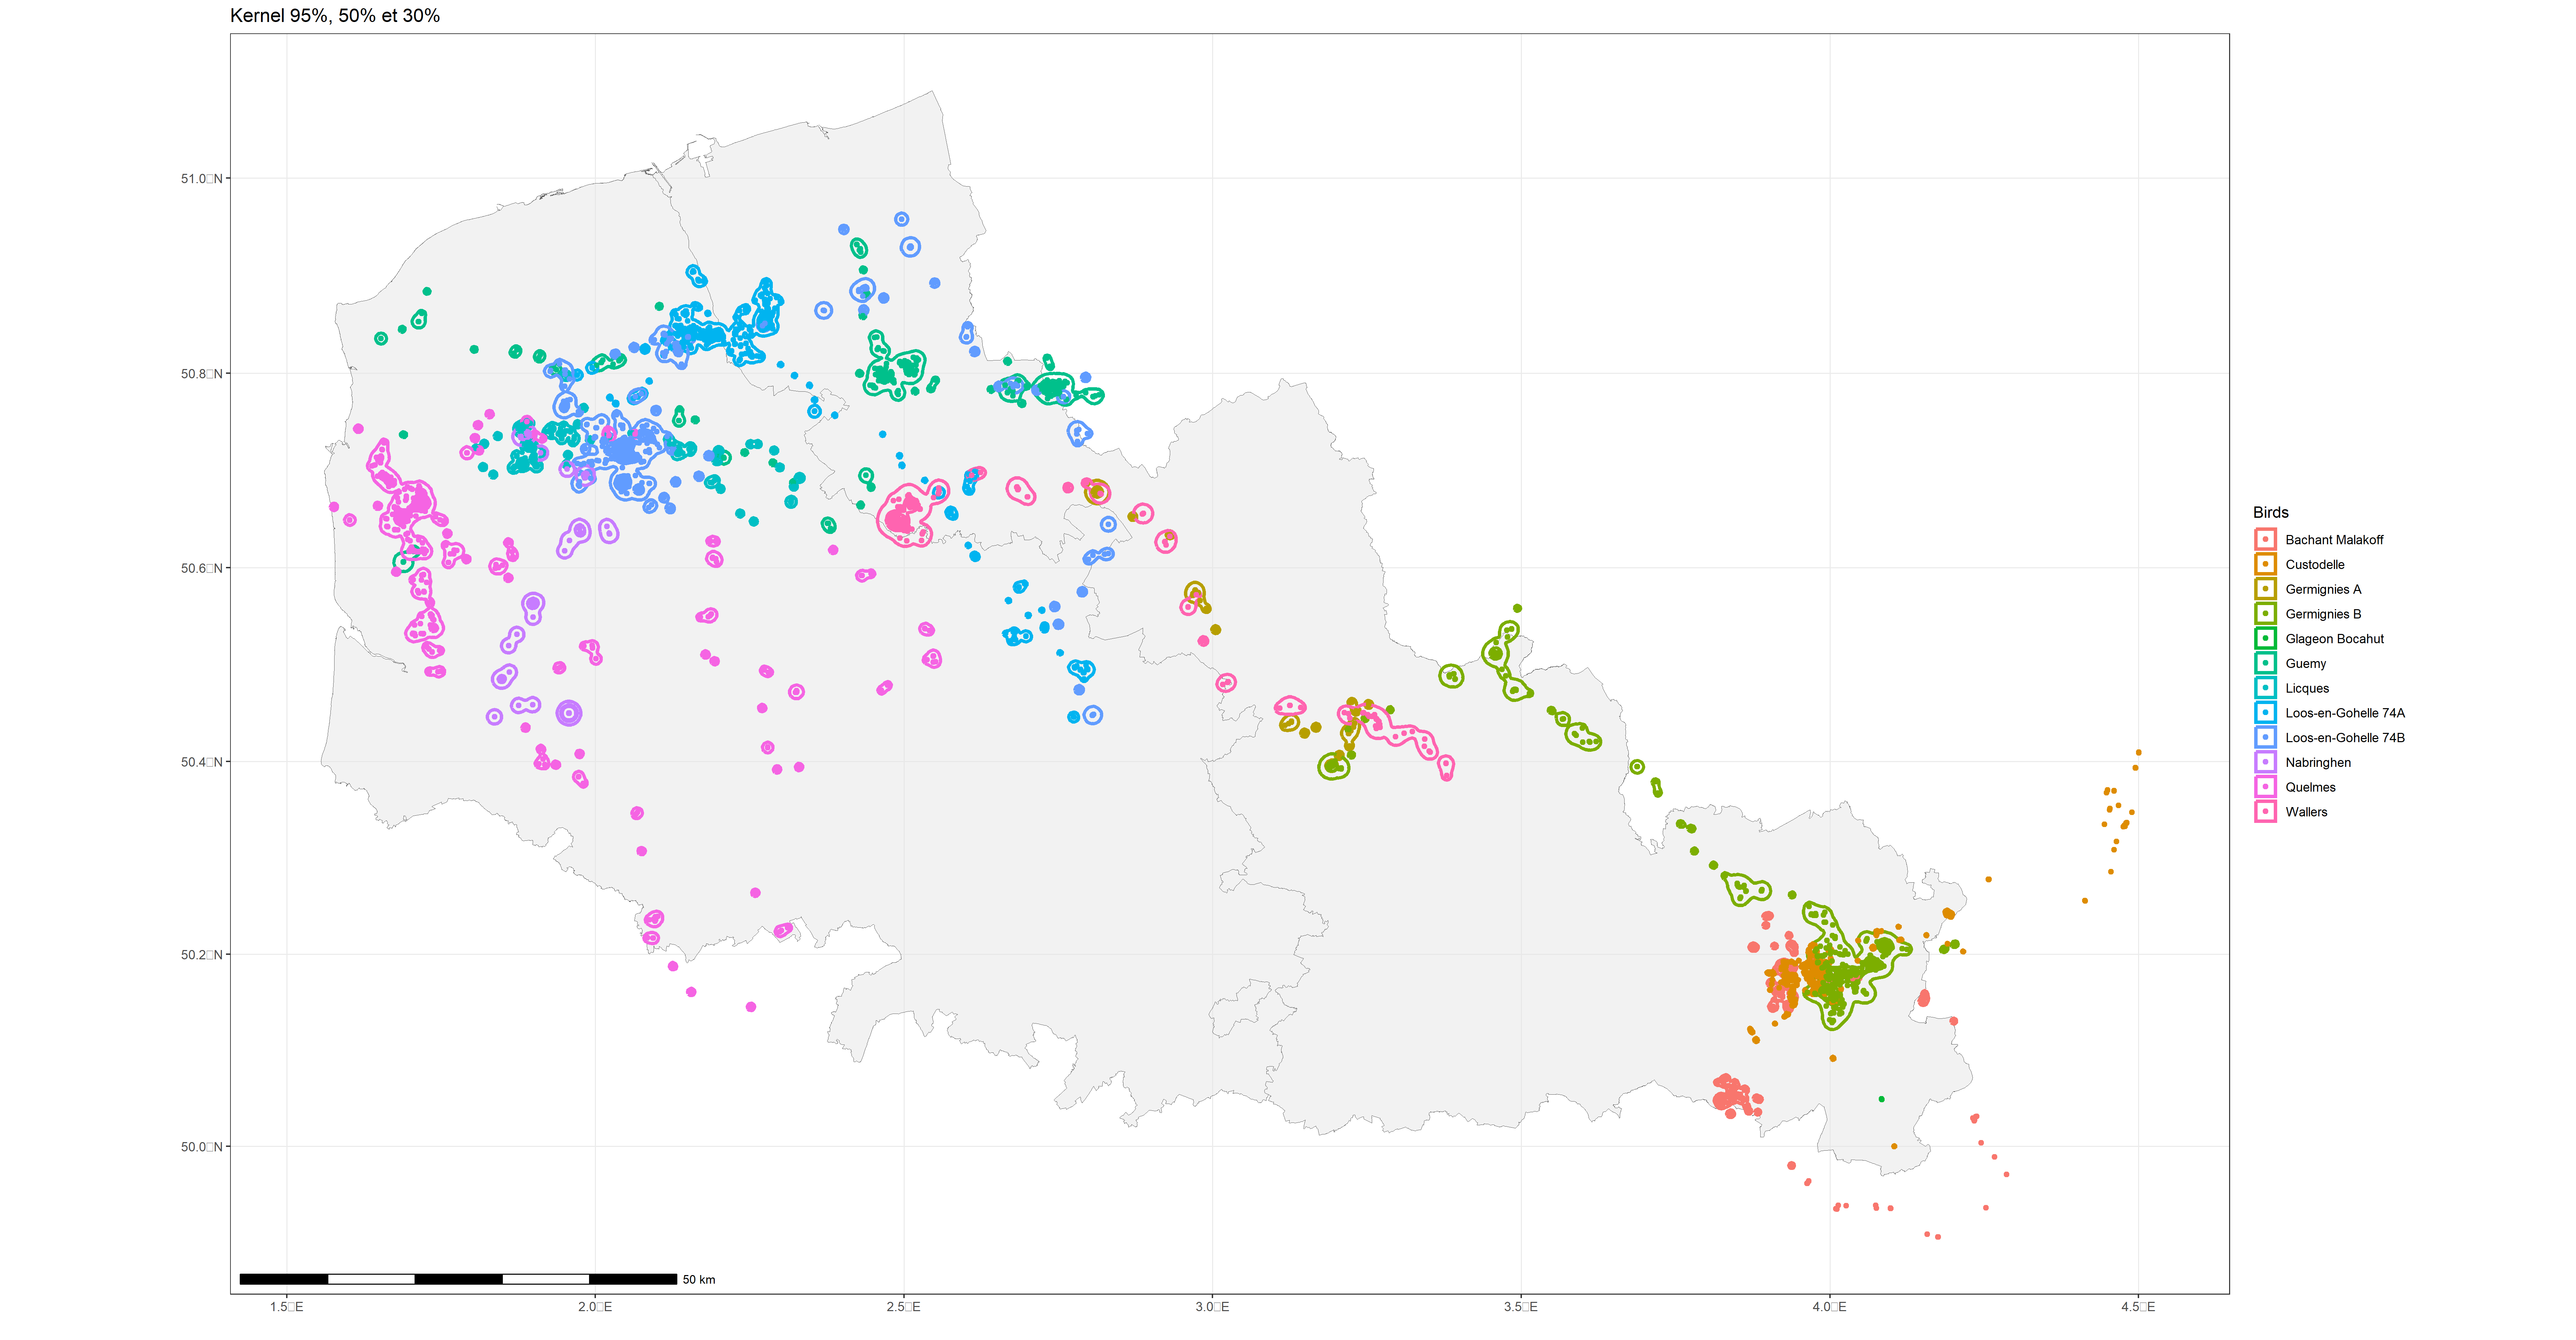 Kernel 95%, 50% et 30%
51.0□N
50.8□N
50.6□N
50.4□N
50.2□N
50.0□N
1.5□E
2.0□E
2.5□E
3.0□E
3.5□E
4.0□E
4.5□E
50 km
Birds
Bachant Malakoff
Custodelle
Germignies A
Germignies B
Glageon Bocahut
Guemy
Licques
Loos-en-Gohelle 74A
Loos-en-Gohelle 74B
Nabringhen
Quelmes
Wallers